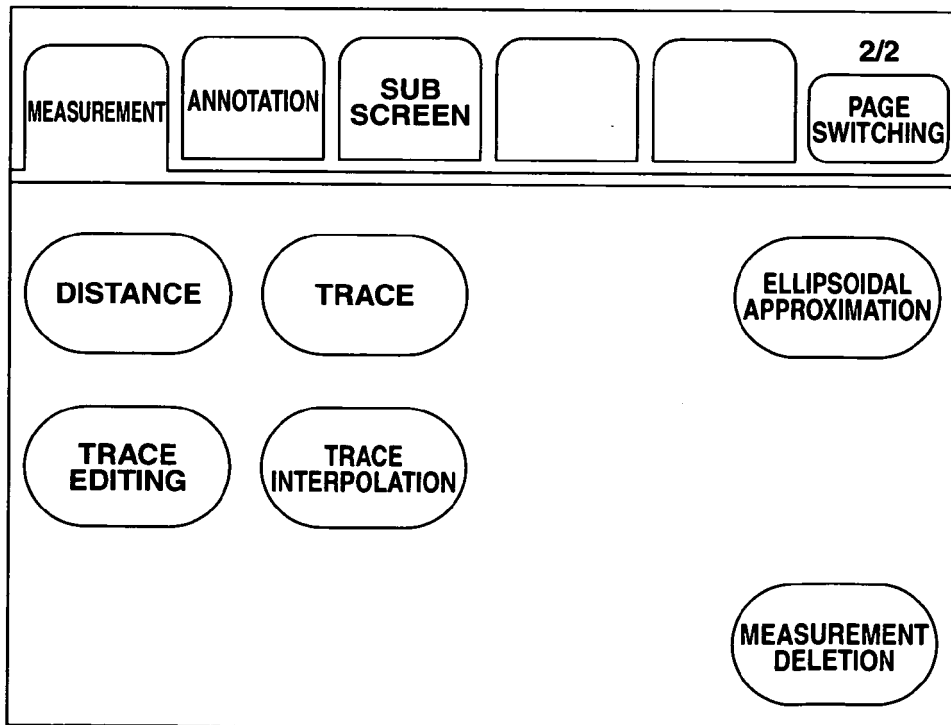 2/2
MEASUREMENT
ANNOTATION
SUB
SCREEN
PAGE
SWITCHING
DISTANCE
TRACE
ELLIPSOIDAL
APPROXIMATION
TRACE
EDITING
TRACE
INTERPOLATION
MEASUREMENT
DELETION